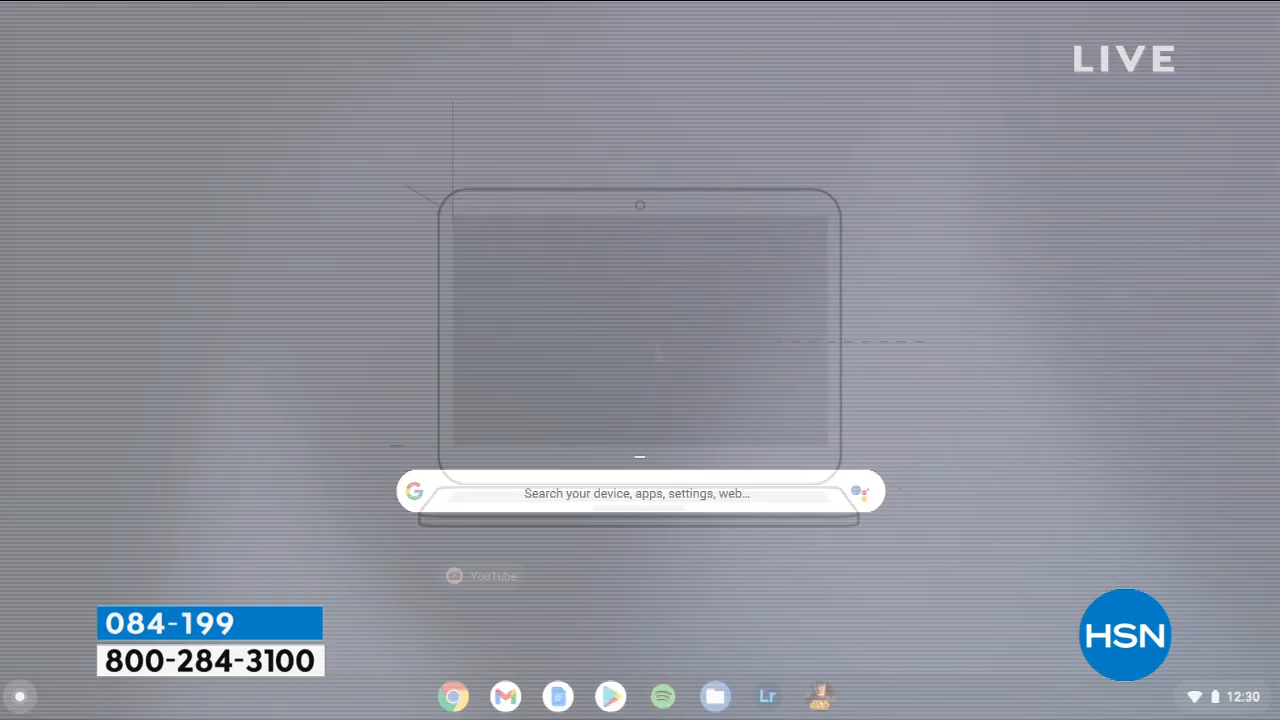 LIVE
Search your device, apps, settings, web...
YouTube
084-199
800-284-3100
HSN
Lr
12:30